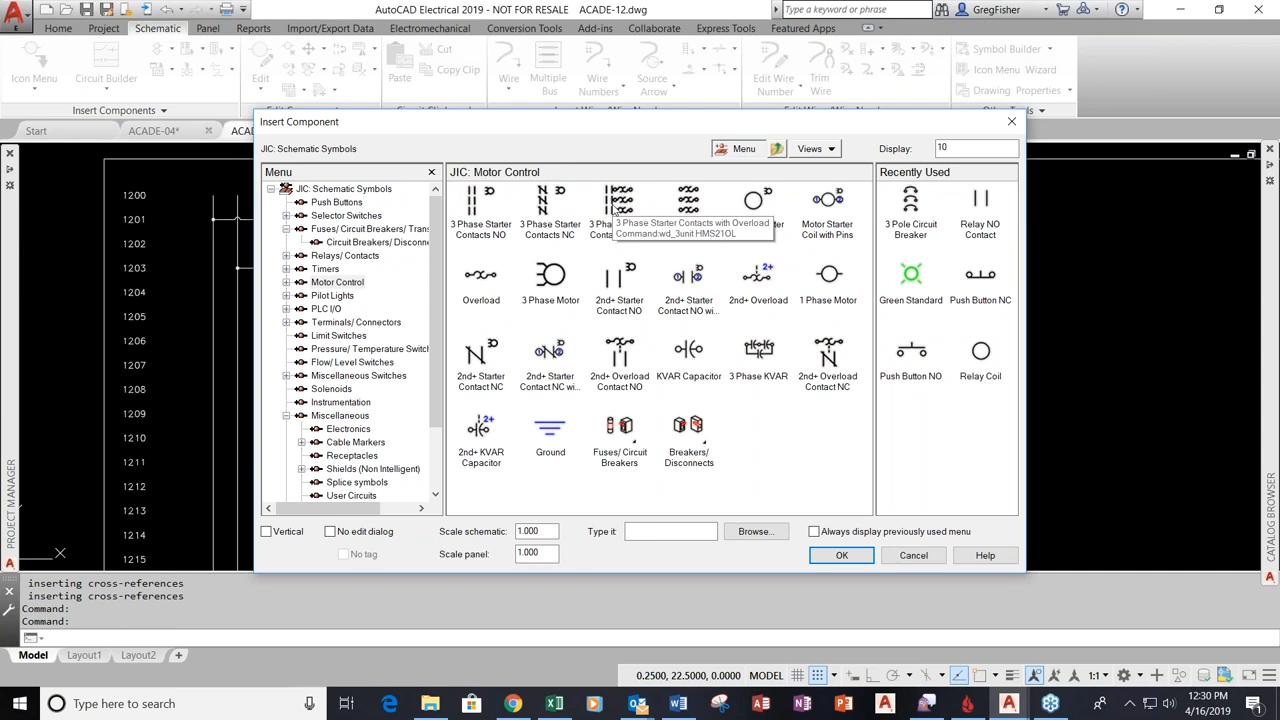 AutoCAD Electrical 2019 - NOT FOR RESALE ACADE-12.dwg
Type a keyword or phrase
GregFisher
Home Project Schematic Panel Reports Import/Export Data Electromechanical Conversion Tools Add-ins Collaborate Express Tools Featured Apps
Icon Menu
Circuit Builder
Edit
Cut
Copy Clip
Paste
Wire
Multiple Bus
Wire Numbers
Source Arrow
Edit Wire Number
Trim Wire
Symbol Builder
Icon Menu Wizard
Drawing Properties
Insert Components
Start
ACADE-04*
Insert Component
JIC: Schematic Symbols
Menu
Views
Display:
10
Menu
JIC: Schematic Symbols
Push Buttons
Selector Switches
Fuses/ Circuit Breakers/ Trans
Circuit Breakers/ Disconne
Relays/ Contacts
Timers
Motor Control
Pilot Lights
PLC I/O
Terminals/ Connectors
Limit Switches
Pressure/ Temperature Switch
Flow/ Level Switches
Miscellaneous Switches
Solenoids
Instrumentation
Miscellaneous
Electronics
Cable Markers
Receptacles
Shields (Non Intelligent)
Splice symbols
User Circuits
JIC: Motor Control
3 Phase Starter Contacts NO
3 Phase Starter Contacts NC
3 Phase Starter Contacts with Overload
Command:wd_3unit HMS21OL
Motor Starter Coil with Pins
Overload
3 Phase Motor
2nd+ Starter Contact NO
2nd+ Starter Contact NO wi...
2nd+ Overload
1 Phase Motor
2nd+ Starter Contact NC
2nd+ Starter Contact NC wi...
2nd+ Overload Contact NO
KVAR Capacitor
3 Phase KVAR
2nd+ Overload Contact NC
2nd+ KVAR Capacitor
Ground
Fuses/ Circuit Breakers
Breakers/ Disconnects
Recently Used
3 Pole Circuit Breaker
Relay NO Contact
Green Standard
Push Button NC
Push Button NO
Relay Coil
Vertical
No edit dialog
No tag
Scale schematic:
1.000
Scale panel:
1.000
Type it:
Browse...
Always display previously used menu
OK
Cancel
Help
1200
1201
1202
1203
1204
1205
1206
1207
1208
1209
1210
1211
1212
1213
1214
1215
PROJECT MANAGER
CATALOG BROWSER
inserting cross-references
inserting cross-references
Command:
Command:
Model Layout1 Layout2
0.2500, 22.5000, 0.0000 MODEL
1:1
Type here to search
12:30 PM
4/16/2019